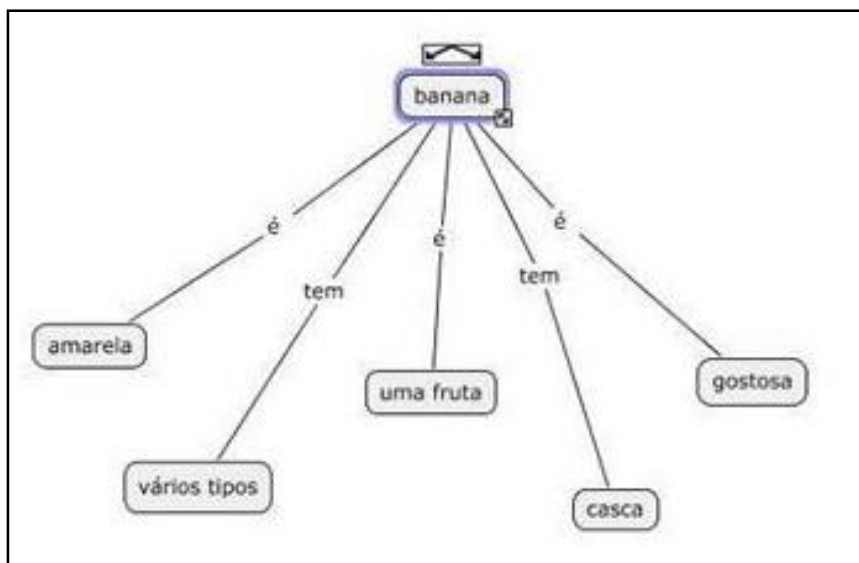 banana
é
é
é
tem
tem
amarela
uma fruta
gostosa
vários tipos
casca